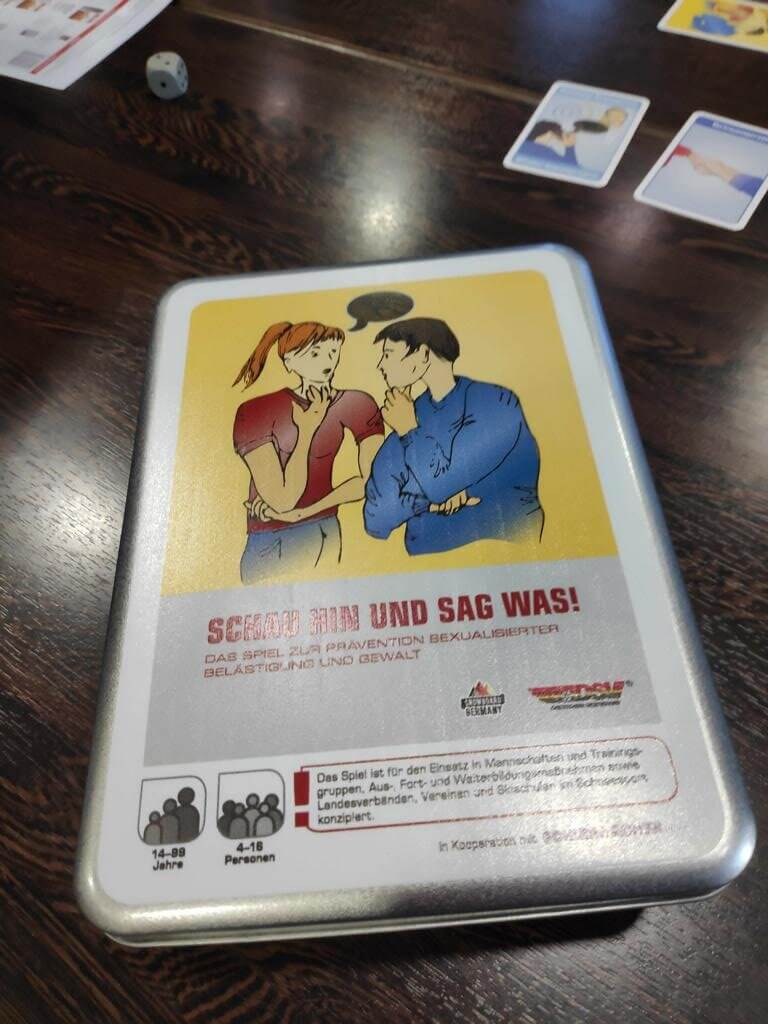 SCHAU HIN UND SAG WAS!
DAS SPIEL ZUR PRÄVENTION SEXUALISIERTER
BELÄSTIGUNG UND GEWALT
SNOWBOARD
GERMANY
DSV
Das Spiel ist für den Einsatz in Mannschaften und Trainings-
gruppen, Aus-, Fort- und Weiterbildungsmaßnahmen sowie
Landesverbänden, Vereinen und Skischulen im Schneesport
konzipiert.
14–99
Jahre
4–16
Personen
In Kooperation mit